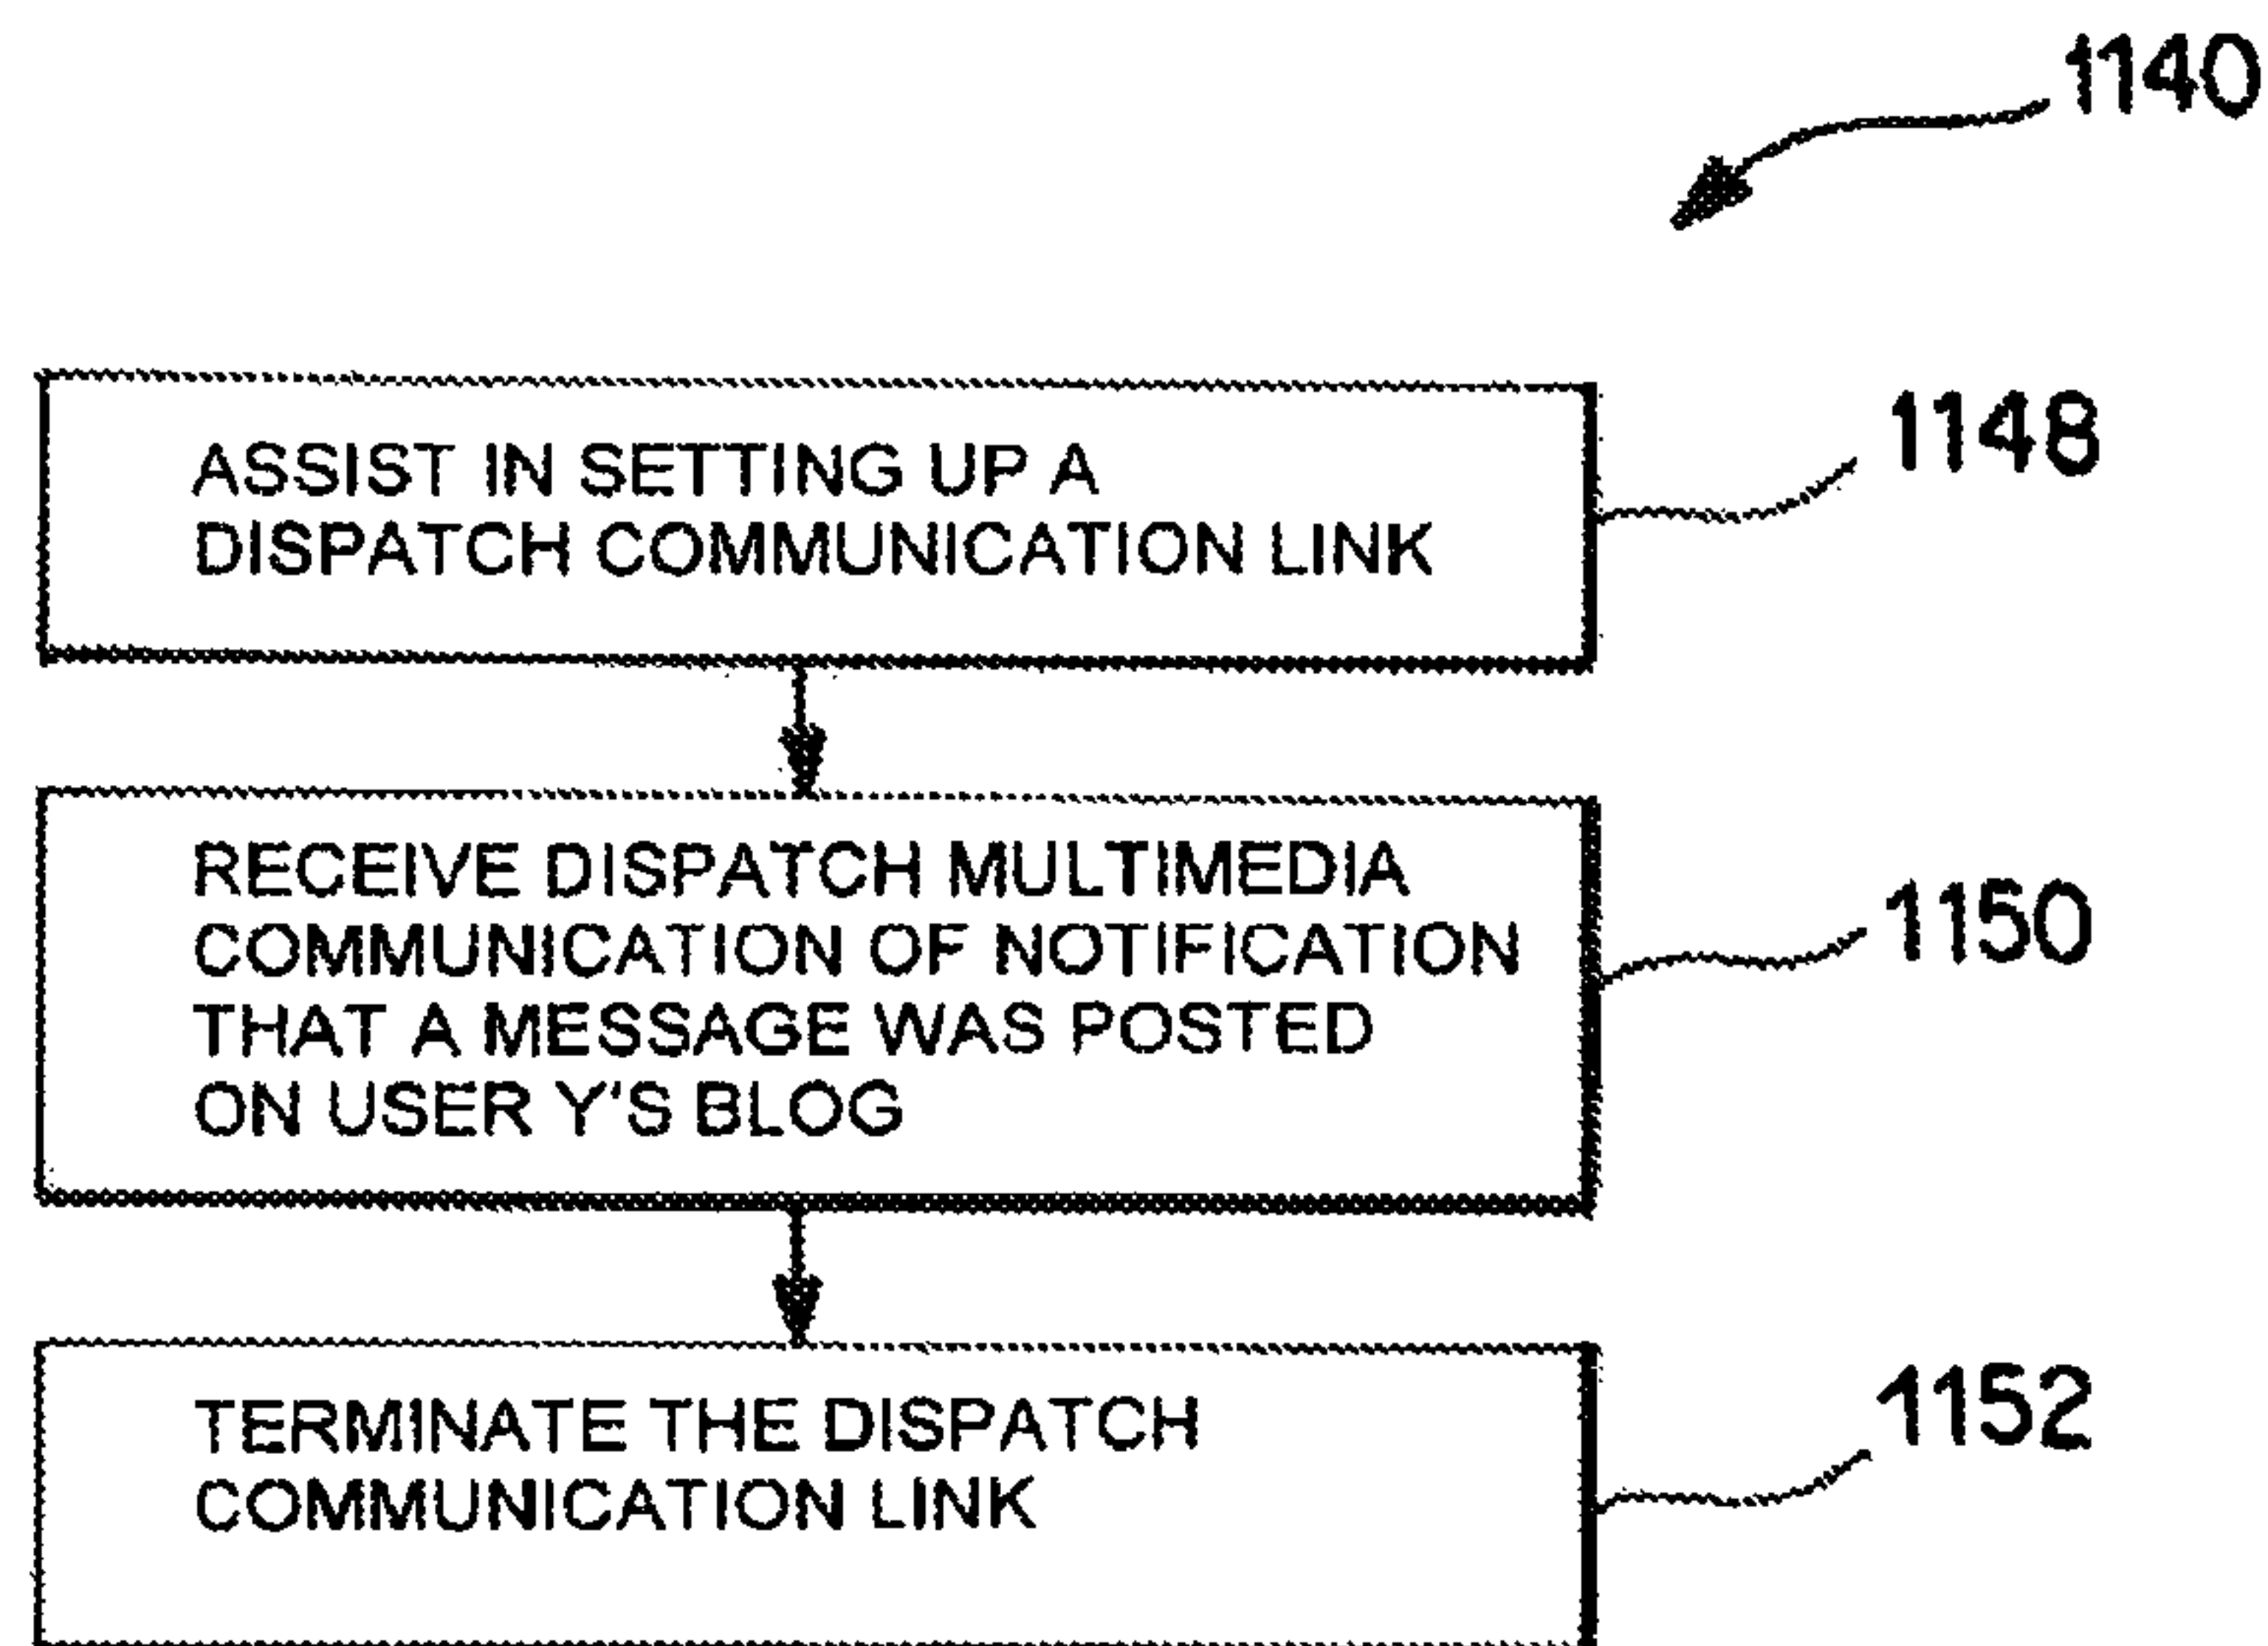 1140
ASSIST IN SETTING UP A
DISPATCH COMMUNICATION LINK
1148
RECEIVE DISPATCH MULTIMEDIA
COMMUNICATION OF NOTIFICATION
THAT A MESSAGE WAS POSTED
ON USER Y'S BLOG
1150
TERMINATE THE DISPATCH
COMMUNICATION LINK
1152